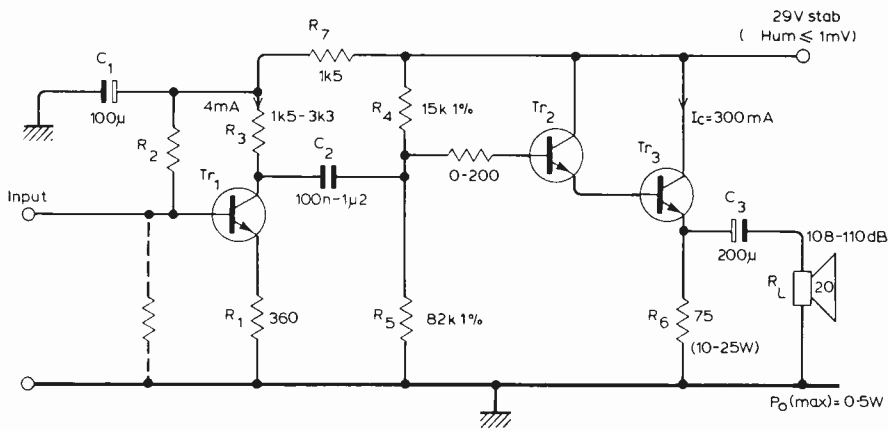 29V stab
( Hum ≤ 1mV)
R7
1k5
C1
100µ
4mA
1k5-3k3
R3
R2
C2
100n-1µ2
R4
15k 1%
Tr2
0-200
Ic=300mA
Tr3
Tr1
Input
C3
200µ
108-110dB
RL
20
R1
360
R5
82k 1%
R6
75
(10-25W)
Po(max)=0·5W